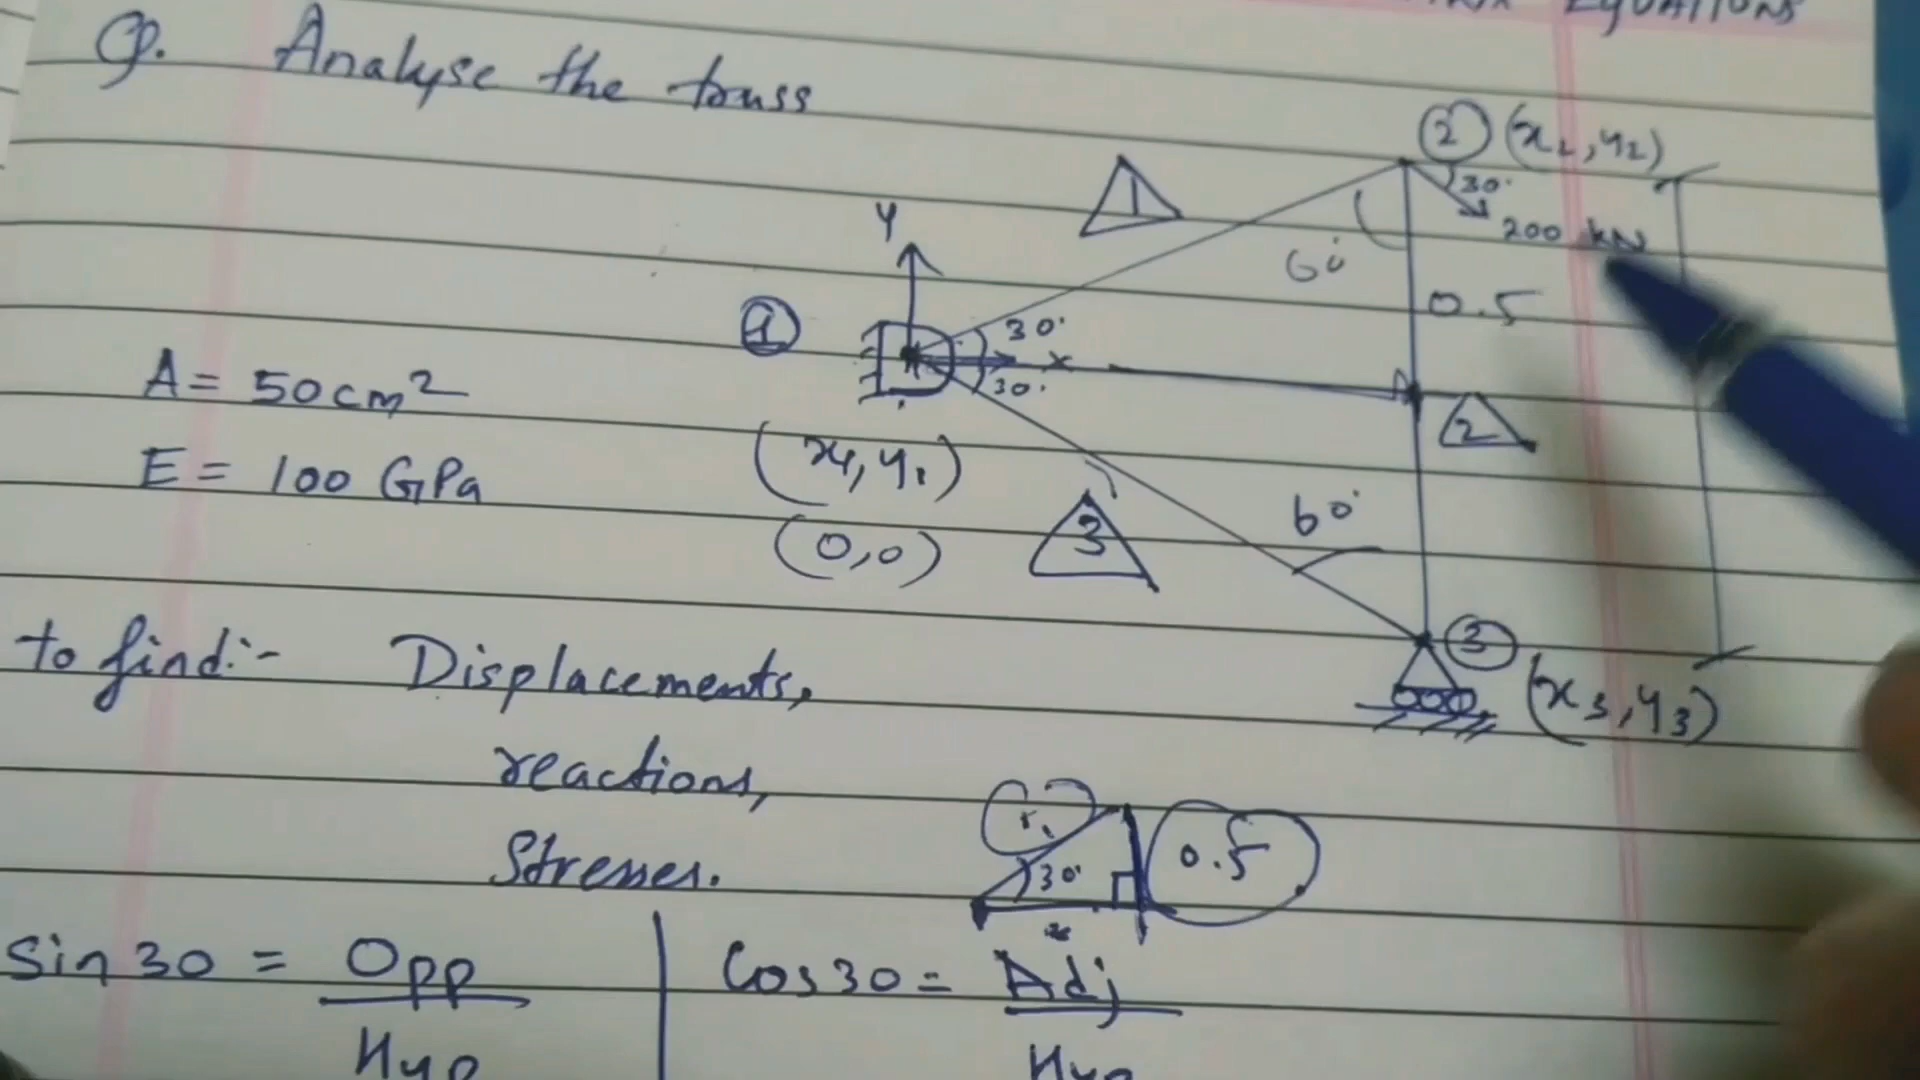 EQUATIONS
Q. Analyse the truss
2 (x2, y2)
1
30°
200 kN
Y
60°
0.5
1
30°
x
30°
A = 50 cm2
2
(x1, y1)
E = 100 GPa
60°
3
(0,0)
to find:- Displacements,
3
(x3, y3)
reactions,
Stresses.
30°
0.5
x
Sin 30 = Opp
Hyp
Cos 30 = Adj
Hyp